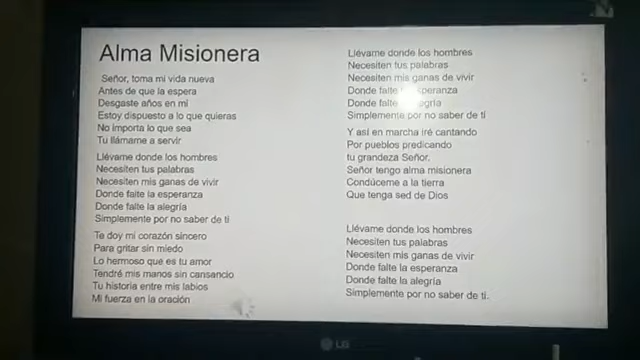 Alma Misionera
Señor, toma mi vida nueva
Antes de que la espera
Desgaste años en mi
Estoy dispuesto a lo que quieras
No importa lo que sea
Tu llámame a servir
Llévame donde los hombres
Necesiten tus palabras
Necesiten mis ganas de vivir
Donde falte la esperanza
Donde falte la alegría
Simplemente por no saber de ti
Te doy mi corazón sincero
Para gritar sin miedo
Lo hermoso que es tu amor
Tendré mis manos sin cansancio
Tu historia entre mis labios
Mi fuerza en la oración
Llévame donde los hombres
Necesiten tus palabras
Necesiten mis ganas de vivir
Donde falte
Donde falte
Simplemente por no saber de ti
Y así en marcha iré cantando
Por pueblos predicando
tu grandeza Señor.
Señor tengo alma misionera
Condúceme a la tierra
Que tenga sed de Dios
Llévame donde los hombres
Necesiten tus palabras
Necesiten mis ganas de vivir
Donde falte la esperanza
Donde falte la alegría
Simplemente por no saber de ti.
LG